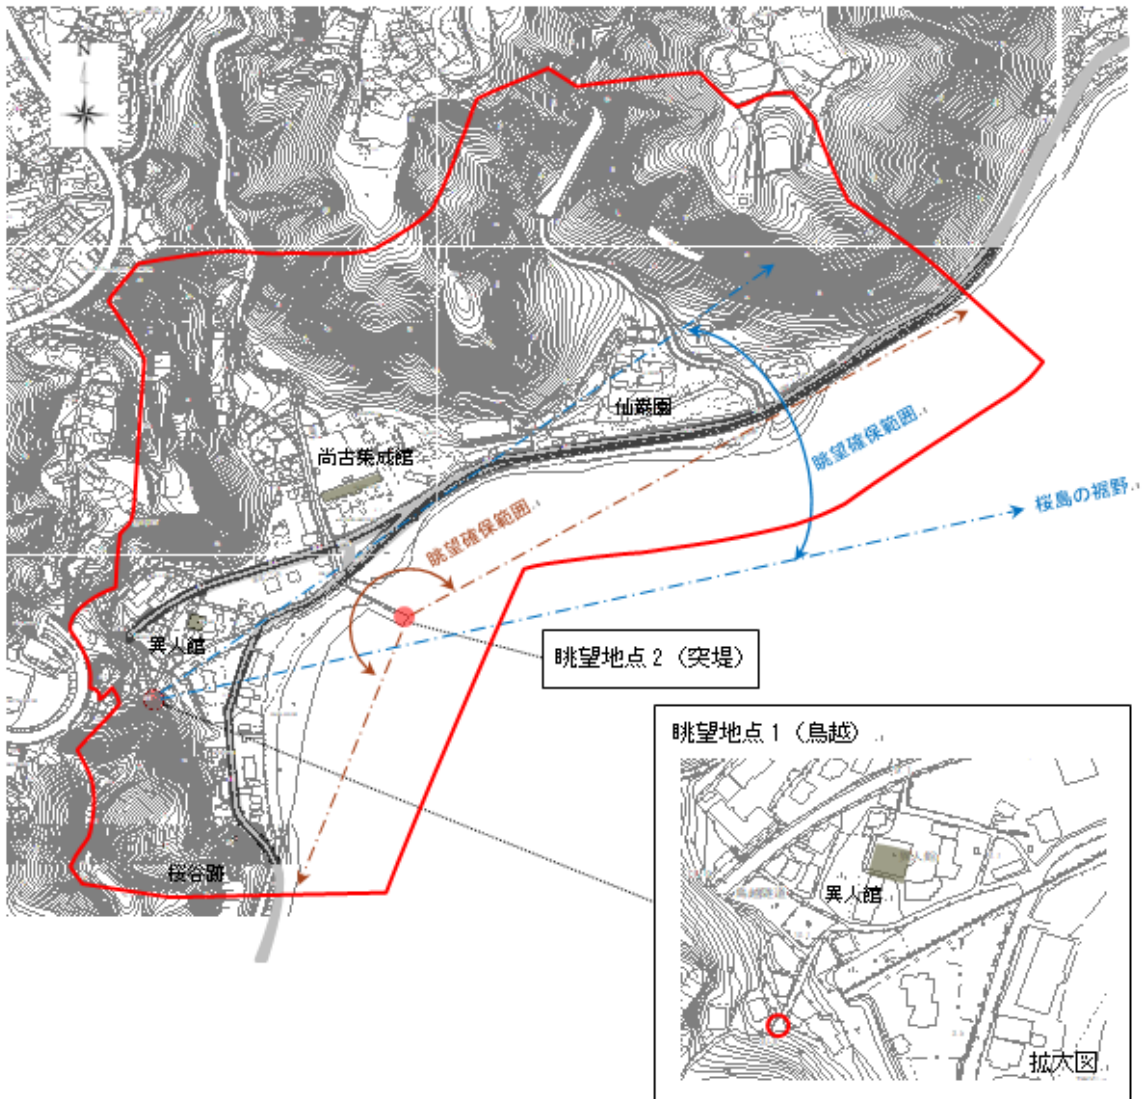 N
仙巌園
眺望確保範囲
尚古集成館
桜島の裾野
眺望確保範囲
異人館
眺望地点2（突堤）
眺望地点1（鳥越）
桜谷跡
異人館
拡大図